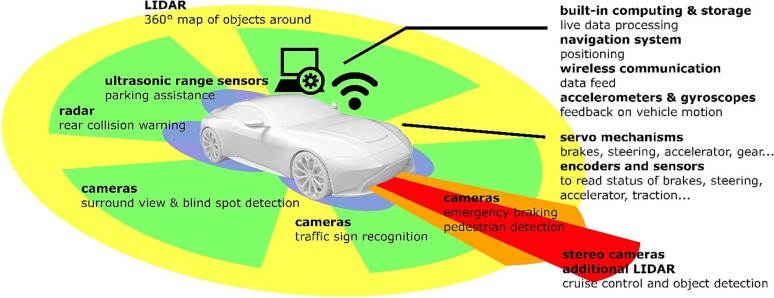 LIDAR
360° map of objects around
ultrasonic range sensors
parking assistance
radar
rear collision warning
cameras
surround view & blind spot detection
cameras
traffic sign recognition
cameras
emergency braking
pedestrian detection
built-in computing & storage
live data processing
navigation system
positioning
wireless communication
data feed
accelerometers & gyroscopes
feedback on vehicle motion
servo mechanisms
brakes, steering, accelerator, gear...
encoders and sensors
to read status of brakes, steering,
accelerator, traction...
stereo cameras
additional LIDAR
cruise control and object detection